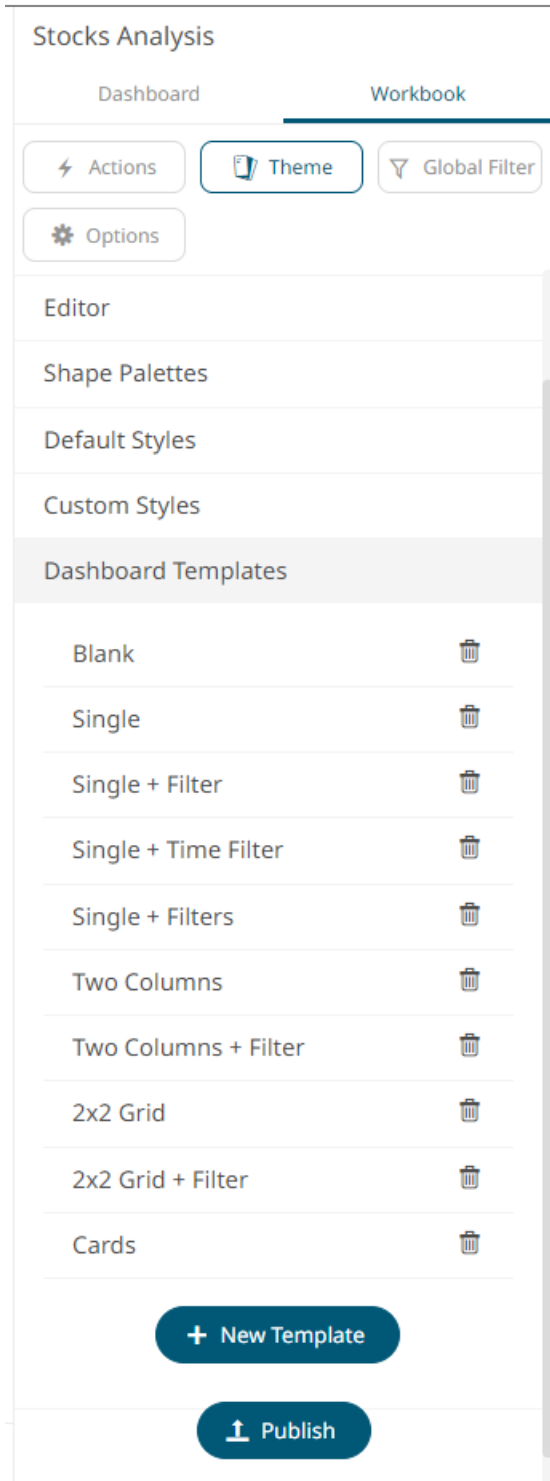 Stocks Analysis
Dashboard Workbook
Actions Theme Global Filter
Options
Editor
Shape Palettes
Default Styles
Custom Styles
Dashboard Templates
Blank
Single
Single + Filter
Single + Time Filter
Single + Filters
Two Columns
Two Columns + Filter
2x2 Grid
2x2 Grid + Filter
Cards
+ New Template
Publish